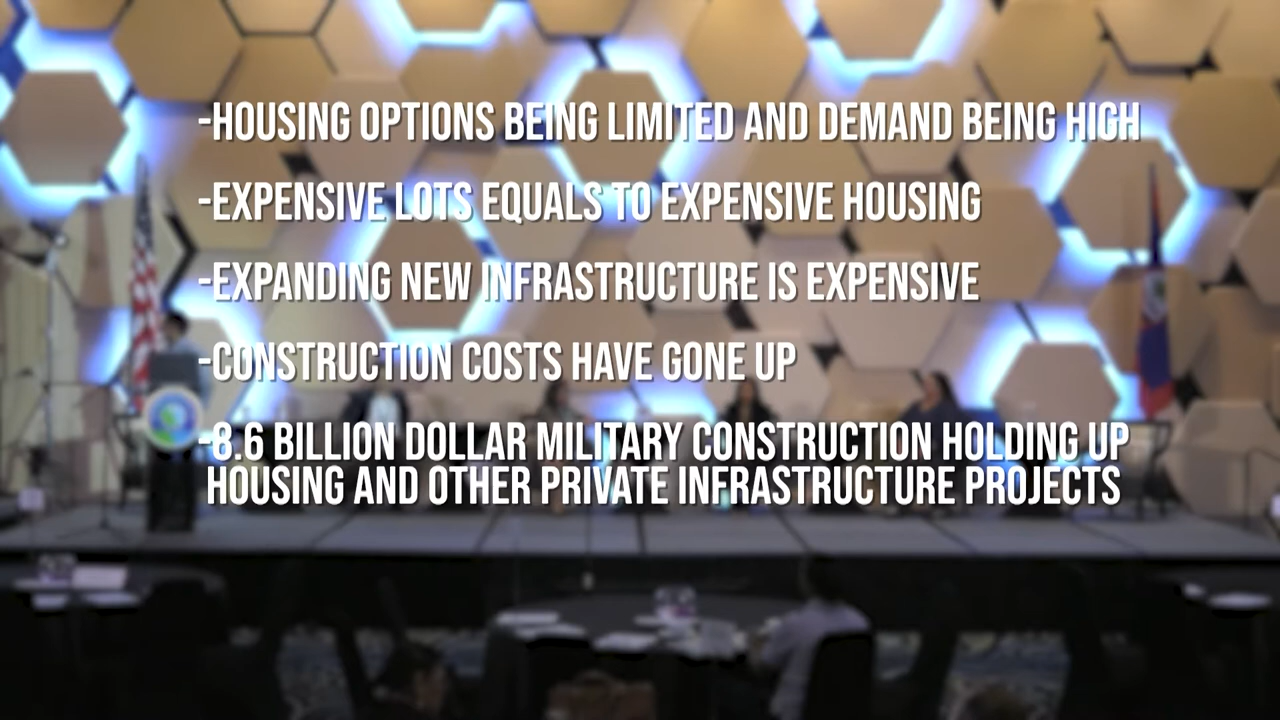 -HOUSING OPTIONS BEING LIMITED AND DEMAND BEING HIGH
-EXPENSIVE LOTS EQUALS TO EXPENSIVE HOUSING
-EXPANDING NEW INFRASTRUCTURE IS EXPENSIVE
-CONSTRUCTION COSTS HAVE GONE UP
-8.6 BILLION DOLLAR MILITARY CONSTRUCTION HOLDING UP
HOUSING AND OTHER PRIVATE INFRASTRUCTURE PROJECTS